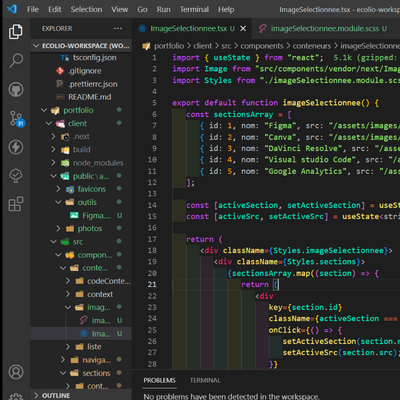 File Edit Selection View Go Run Terminal Help ImageSelectionnee.tsx - ecolio-worksp
EXPLORER
ECOLIO-WORKSPACE (WO...
tsconfig.json
.gitignore
.prettierrc.json
README.md
portfolio
client
.next
build
node_modules
public\a...
favicons
outils
Figma.... U
photos
src
compo...
conte...
codeConte...
context
imag...
ima... U
Ima... U
liste
naviga...
sections
cont...
OUTLINE
31
ImageSelectionnee.tsx U
imageSelectionnee.module.scss
portfolio > client > src > components > conteneurs > imageSelectionnee
1 import { useState } from "react"; 5.1k (gzipped:
2 import Image from "src/components/vendor/next/Imag
3 import Styles from "./imageSelectionnee.module.scs
4
5 export default function imageSelectionnee() {
6 const sectionsArray = [
7 { id: 1, nom: "Figma", src: "/assets/images/
8 { id: 2, nom: "Canva", src: "/assets/images/
9 { id: 3, nom: "DaVinci Resolve", src: "/asse
10 { id: 4, nom: "Visual studio Code", src: "/a
11 { id: 5, nom: "Google Analytics", src: "/ass
12 ];
13
14 const [activeSection, setActiveSection] = useSta
15 const [activeSrc, setActiveSrc] = useState<strin
16
17 return (
18 <div className={Styles.imageSelectionnee}>
19 <div className={Styles.sections}>
20 {sectionsArray.map((section) => {
21 return (
22 <div
23 key={section.id}
24 className={activeSection ===
25 onClick={() => {
26 setActiveSection(section.n
27 setActiveSrc(section.src);
28 }}
PROBLEMS TERMINAL
No problems have been detected in the workspace.